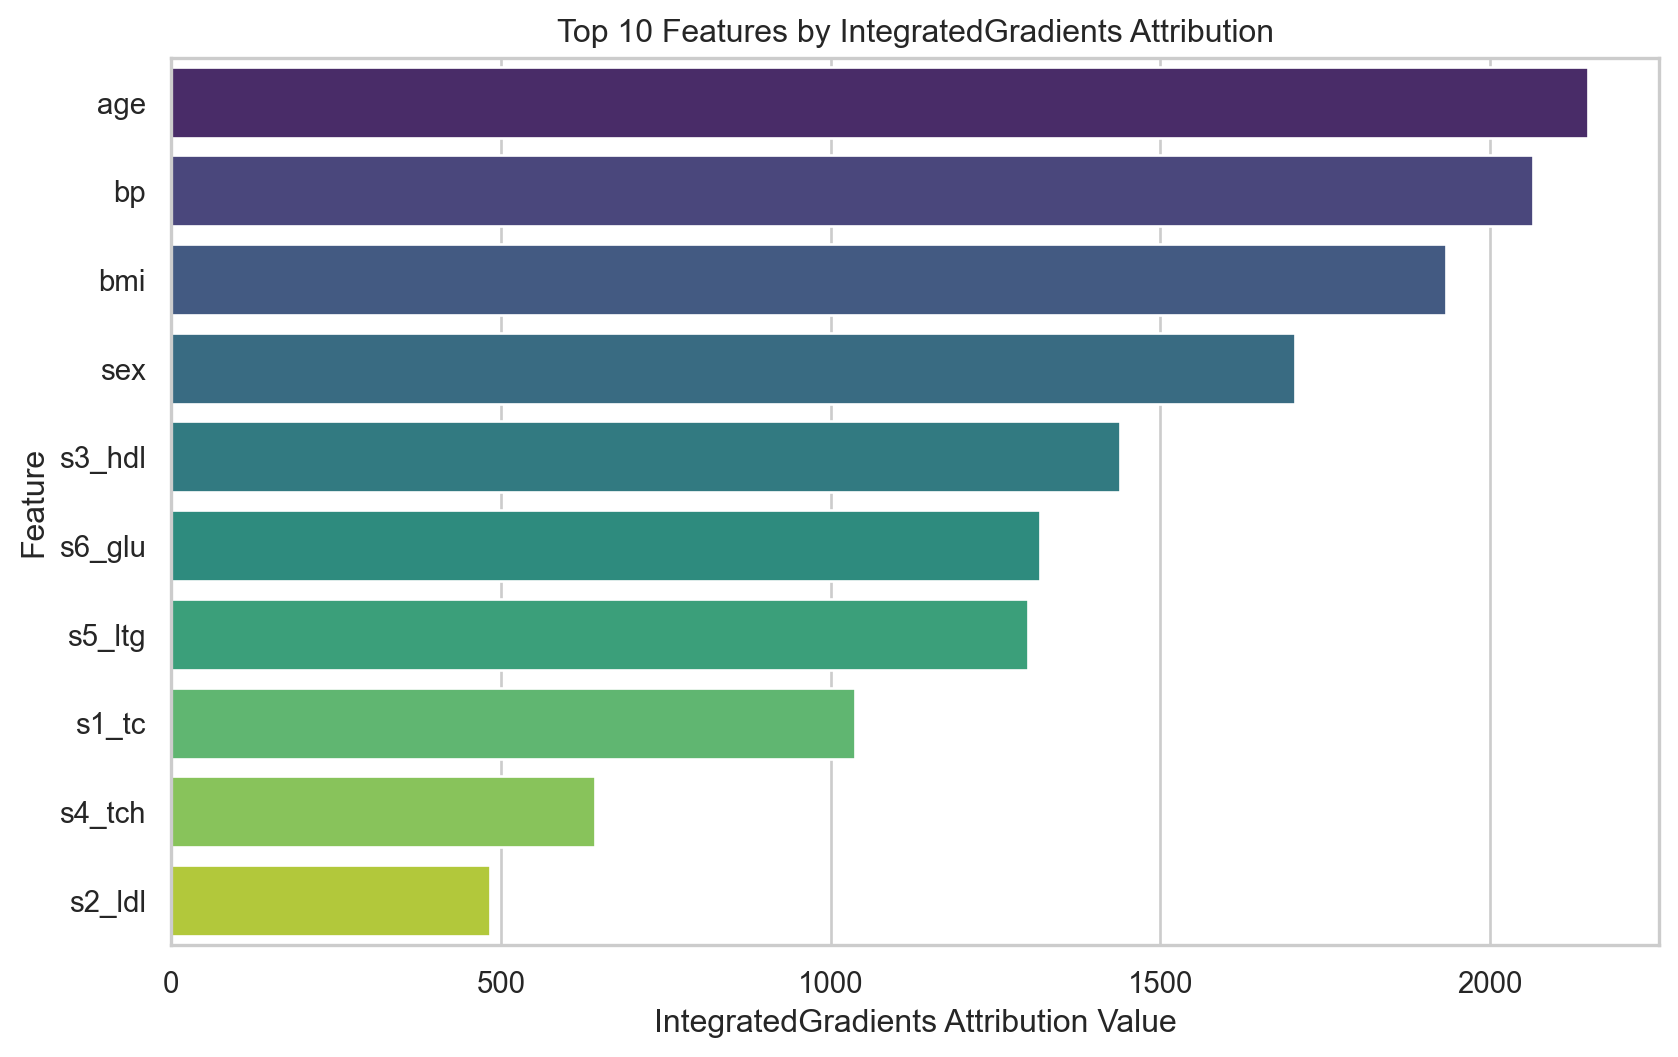 Top 10 Features by IntegratedGradients Attribution
age
bp
bmi
sex
s3_hdl
s6_glu
s5_ltg
s1_tc
s4_tch
s2_ldl
Feature
0 500 1000 1500 2000
IntegratedGradients Attribution Value